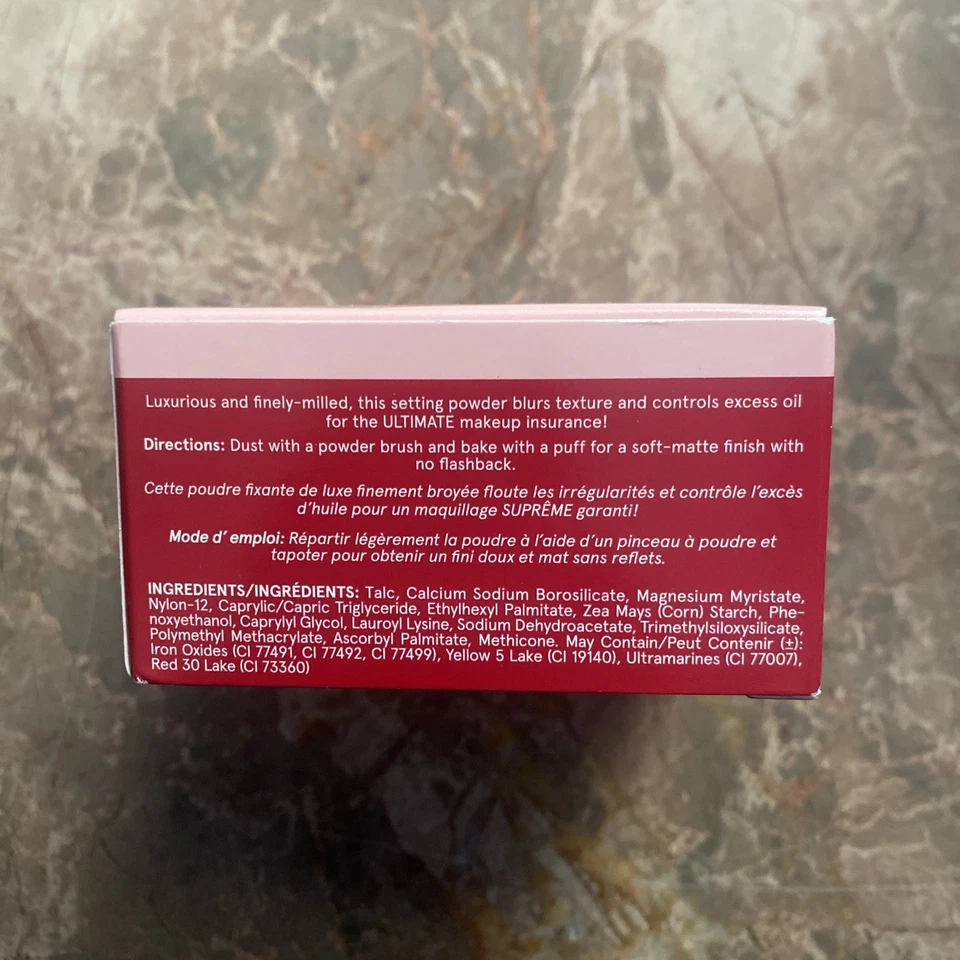 Luxurious and finely-milled, this setting powder blurs texture and controls excess oil
for the ULTIMATE makeup insurance!
Directions: Dust with a powder brush and bake with a puff for a soft-matte finish with
no flashback.
Cette poudre fixante de luxe finement broyée floute les irrégularités et contrôle l’excès
d’huile pour un maquillage SUPRÊME garanti!
Mode d’ emploi: Répartir légèrement la poudre à l’aide d’un pinceau à poudre et
tapoter pour obtenir un fini doux et mat sans reflets.
INGREDIENTS/INGRÉDIENTS: Talc, Calcium Sodium Borosilicate, Magnesium Myristate,
Nylon-12, Caprylic/Capric Triglyceride, Ethylhexyl Palmitate, Zea Mays (Corn) Starch, Phe-
noxyethanol, Caprylyl Glycol, Lauroyl Lysine, Sodium Dehydroacetate, Trimethylsiloxysilicate,
Polymethyl Methacrylate, Ascorbyl Palmitate, Methicone. May Contain/Peut Contenir (±):
Iron Oxides (CI 77491, CI 77492, CI 77499), Yellow 5 Lake (CI 19140), Ultramarines (CI 77007),
Red 30 Lake (CI 73360)